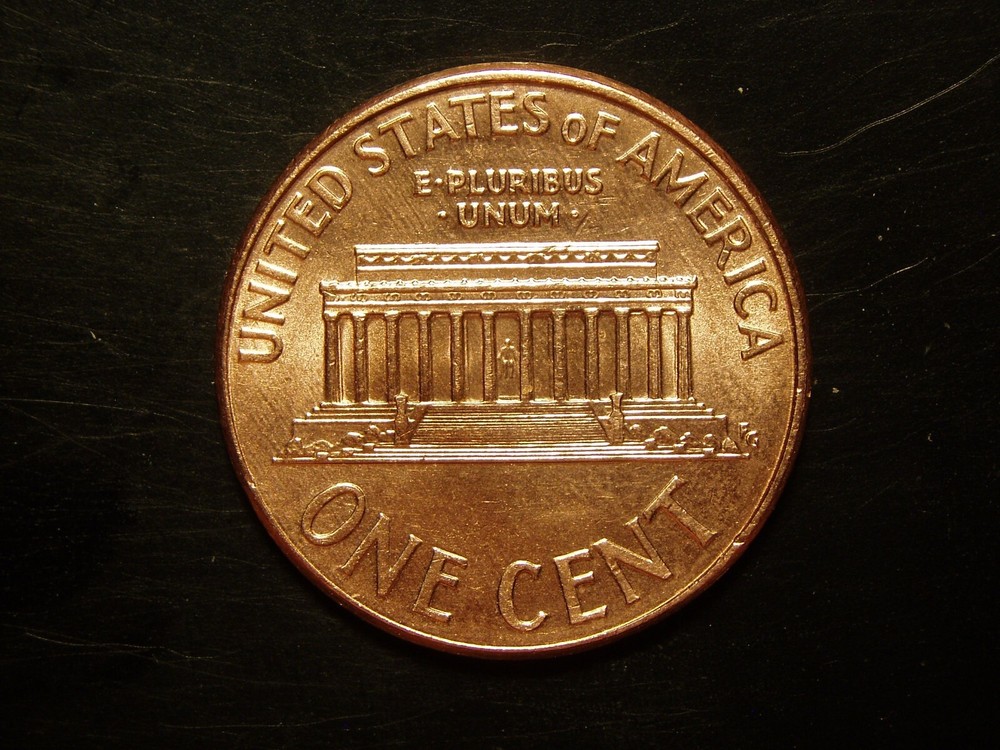 UNITED STATES OF AMERICA
E·PLURIBUS
·UNUM·
ONE CENT